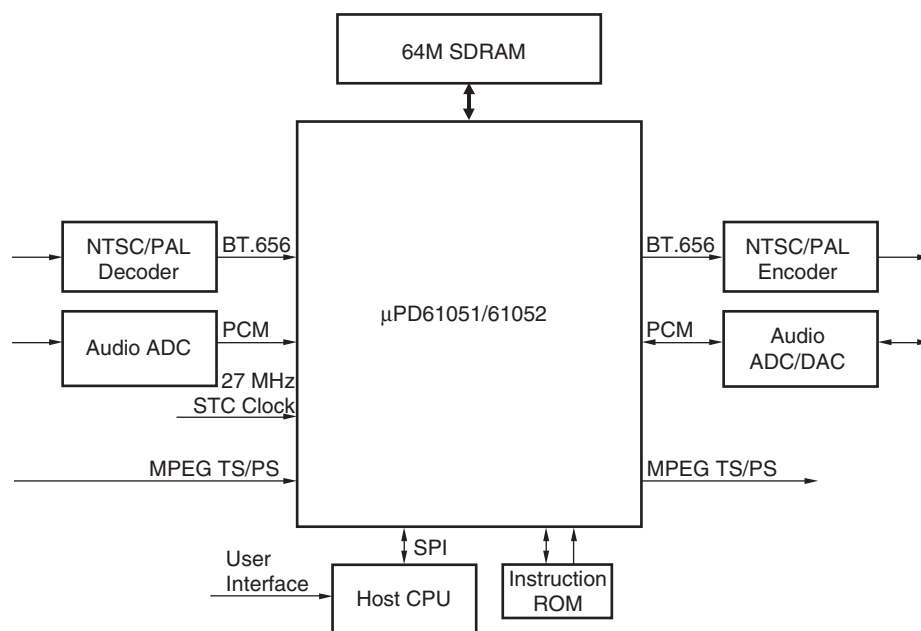 64M SDRAM
NTSC/PAL
Decoder
BT.656
BT.656
NTSC/PAL
Encoder
μPD61051/61052
Audio ADC
PCM
PCM
Audio
ADC/DAC
27 MHz
STC Clock
MPEG TS/PS
MPEG TS/PS
SPI
User
Interface
Host CPU
Instruction
ROM